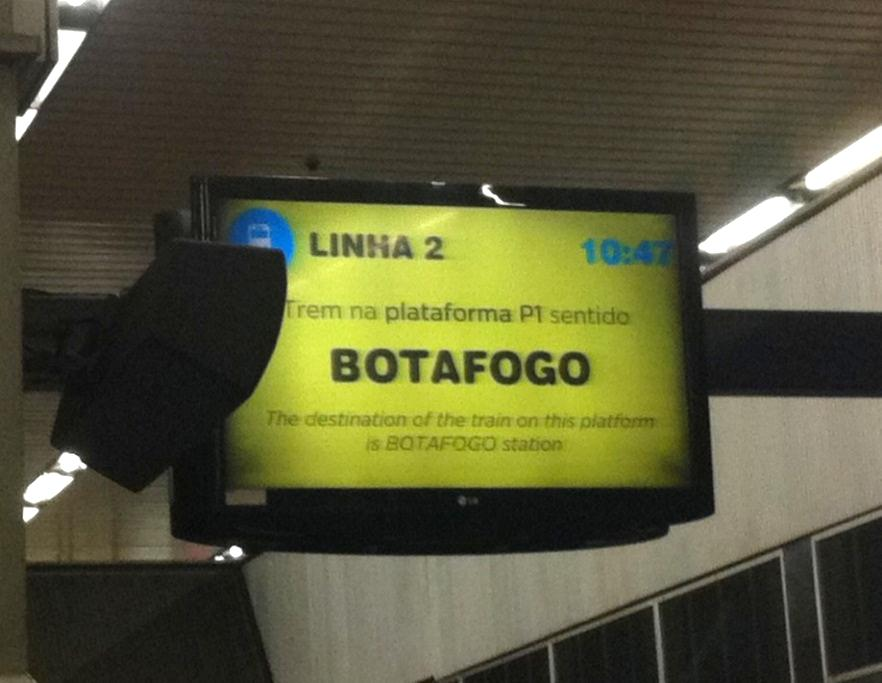 LINHA 2 10:47
Trem na plataforma P1 sentido
BOTAFOGO
The destination of the train on this platform
is BOTAFOGO station
LG